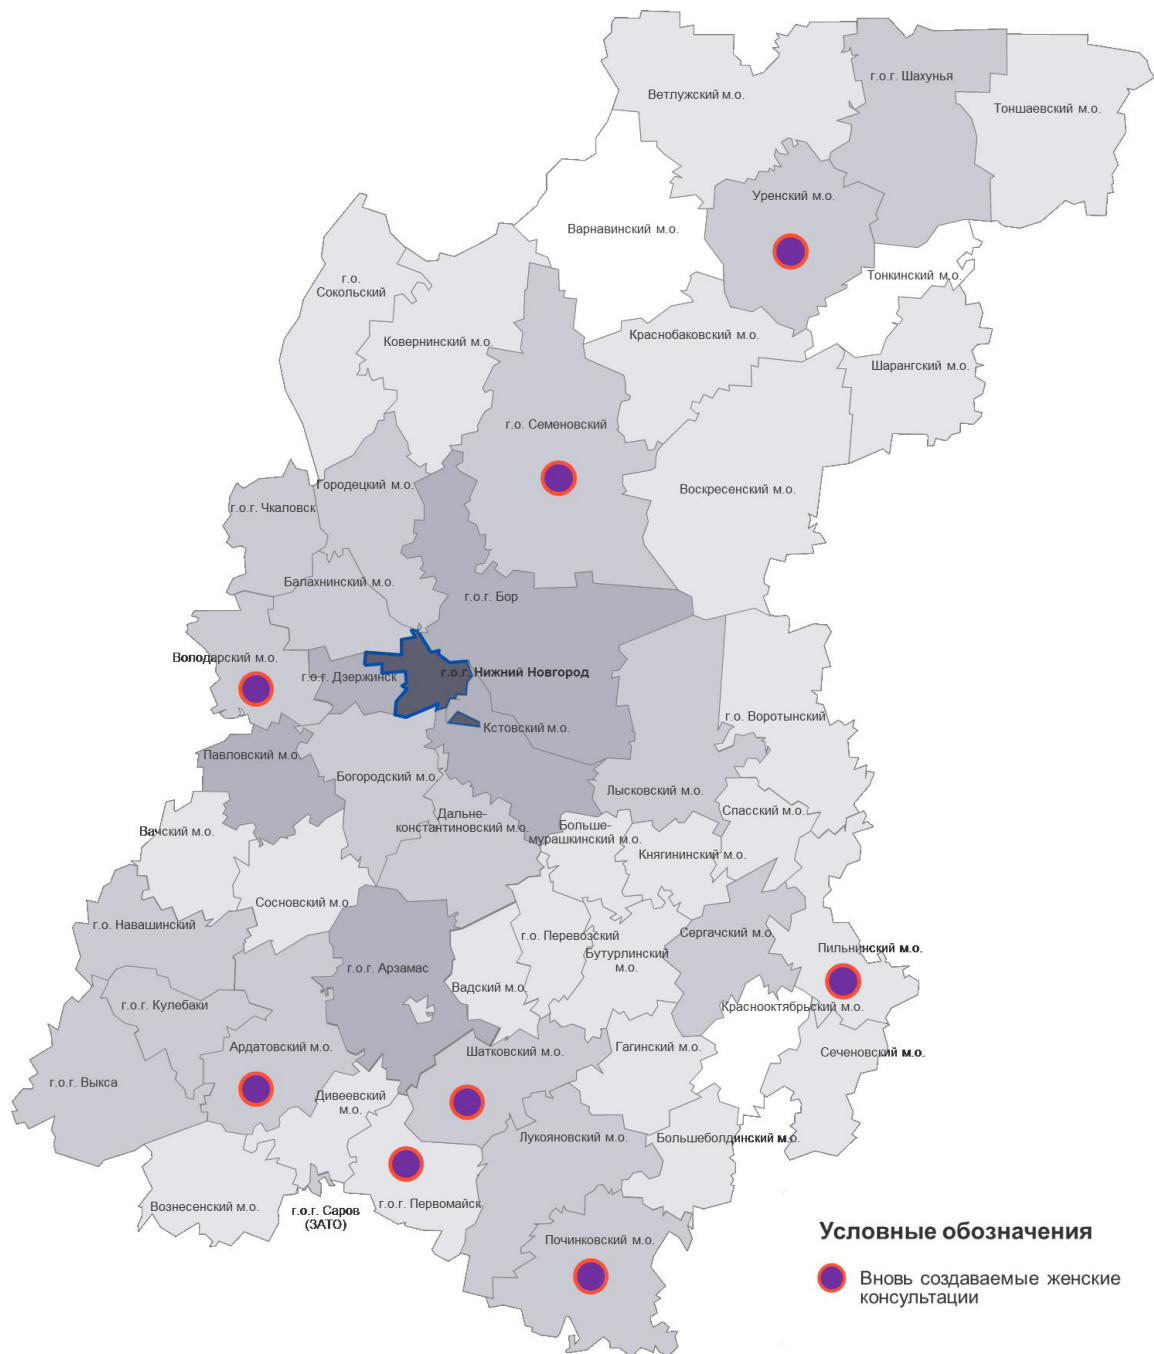 г.о.г. Шахунья
Ветлужский м.о.
Тоншаевский м.о.
Уренский м.о.
Варнавинский м.о.
Тонкинский м.о.
г.о.
Сокольский
Ковернинский м.о.
Краснобаковский м.о.
Шарангский м.о.
г.о. Семеновский
Городецкий м.о.
Воскресенский м.о.
г.о.г. Чкаловск
Балахнинский м.о.
г.о.г. Бор
Володарский м.о.
г.о.г. Дзержинск
г.о.г. Нижний Новгород
г.о. Воротынский
Кстовский м.о.
Павловский м.о.
Богородский м.о.
Лысковский м.о.
Спасский м.о.
Дальне-
константиновский м.о.
Больше-
мурашкинский м.о.
Вачский м.о.
Княгининский м.о.
Сосновский м.о.
г.о. Навашинский
г.о. Перевозский
Сергачский м.о.
Бутурлинский
м.о.
Пильнинский м.о.
г.о.г. Арзамас
Вадский м.о.
г.о.г. Кулебаки
Краснооктябрьский м.о.
Ардатовский м.о.
Шатковский м.о.
Гагинский м.о.
Сеченовский м.о.
г.о.г. Выкса
Дивеевский
м.о.
Лукояновский м.о.
Большеболдинский м.о.
Вознесенский м.о.
г.о.г. Саров
(ЗАТО)
г.о.г. Первомайск
Починковский м.о.
Условные обозначения
Вновь создаваемые женские
консультации